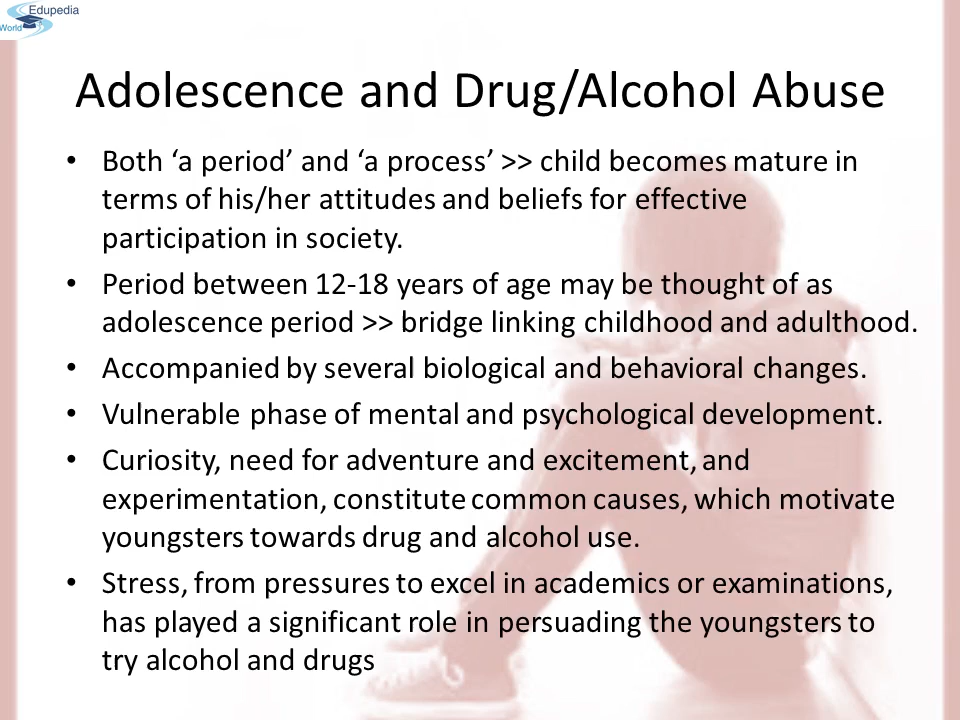 Edupedia
World
Adolescence and Drug/Alcohol Abuse
• Both ‘a period’ and ‘a process’ >> child becomes mature in
terms of his/her attitudes and beliefs for effective
participation in society.
• Period between 12-18 years of age may be thought of as
adolescence period >> bridge linking childhood and adulthood.
• Accompanied by several biological and behavioral changes.
• Vulnerable phase of mental and psychological development.
• Curiosity, need for adventure and excitement, and
experimentation, constitute common causes, which motivate
youngsters towards drug and alcohol use.
• Stress, from pressures to excel in academics or examinations,
has played a significant role in persuading the youngsters to
try alcohol and drugs